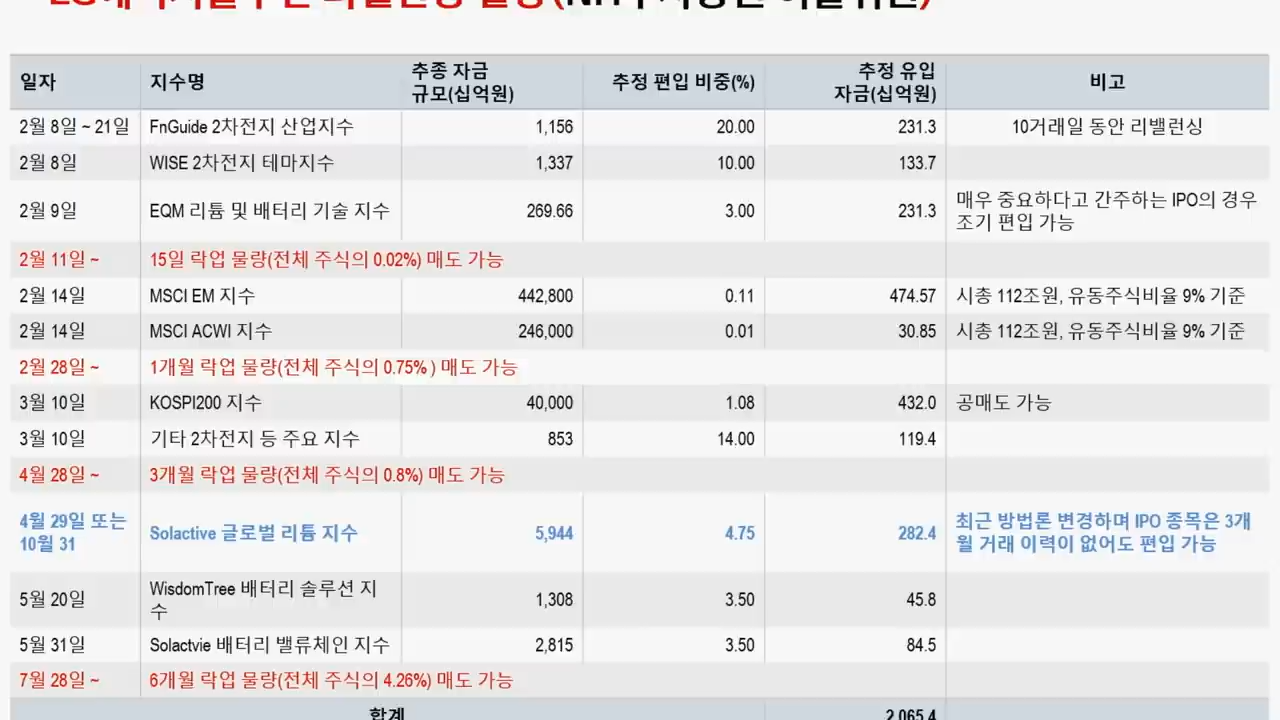 일자 지수명 추종 자금 규모(십억원) 추정 편입 비중(%) 추정 유입 자금(십억원) 비고
2월 8일 ~ 21일 FnGuide 2차전지 산업지수 1,156 20.00 231.3 10거래일 동안 리밸런싱
2월 8일 WISE 2차전지 테마지수 1,337 10.00 133.7
2월 9일 EQM 리튬 및 배터리 기술 지수 269.66 3.00 231.3 매우 중요하다고 간주하는 IPO의 경우 조기 편입 가능
2월 11일 ~ 15일 락업 물량(전체 주식의 0.02%) 매도 가능
2월 14일 MSCI EM 지수 442,800 0.11 474.57 시총 112조원, 유동주식비율 9% 기준
2월 14일 MSCI ACWI 지수 246,000 0.01 30.85 시총 112조원, 유동주식비율 9% 기준
2월 28일 ~ 1개월 락업 물량(전체 주식의 0.75% ) 매도 가능
3월 10일 KOSPI200 지수 40,000 1.08 432.0 공매도 가능
3월 10일 기타 2차전지 등 주요 지수 853 14.00 119.4
4월 28일 ~ 3개월 락업 물량(전체 주식의 0.8%) 매도 가능
4월 29일 또는 10월 31 Solactive 글로벌 리튬 지수 5,944 4.75 282.4 최근 방법론 변경하며 IPO 종목은 3개월 거래 이력이 없어도 편입 가능
5월 20일 WisdomTree 배터리 솔루션 지수 1,308 3.50 45.8
5월 31일 Solactvie 배터리 밸류체인 지수 2,815 3.50 84.5
7월 28일 ~ 6개월 락업 물량(전체 주식의 4.26%) 매도 가능
합계 2,065.4